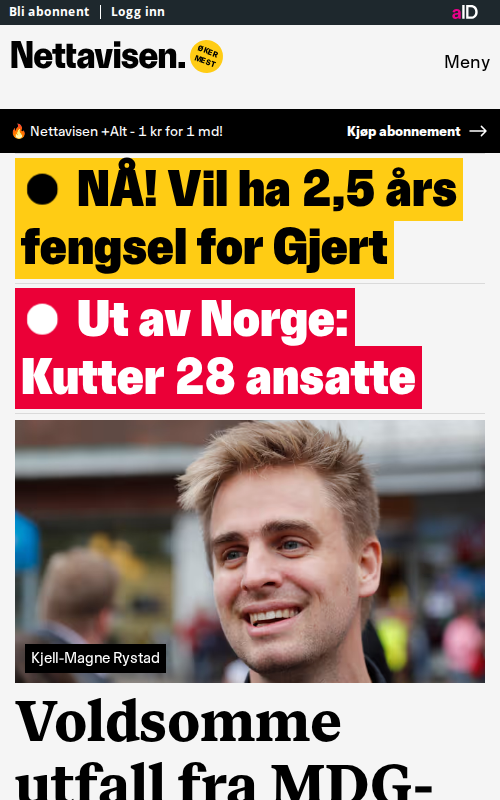 Bli abonnent | Logg inn
aID
Nettavisen.
ØKER
MEST
Meny
🔥 Nettavisen +Alt - 1 kr for 1 md!
Kjøp abonnement →
NÅ! Vil ha 2,5 års
fengsel for Gjert
Ut av Norge:
Kutter 28 ansatte
Kjell-Magne Rystad
Voldsomme
utfall fra MDG-